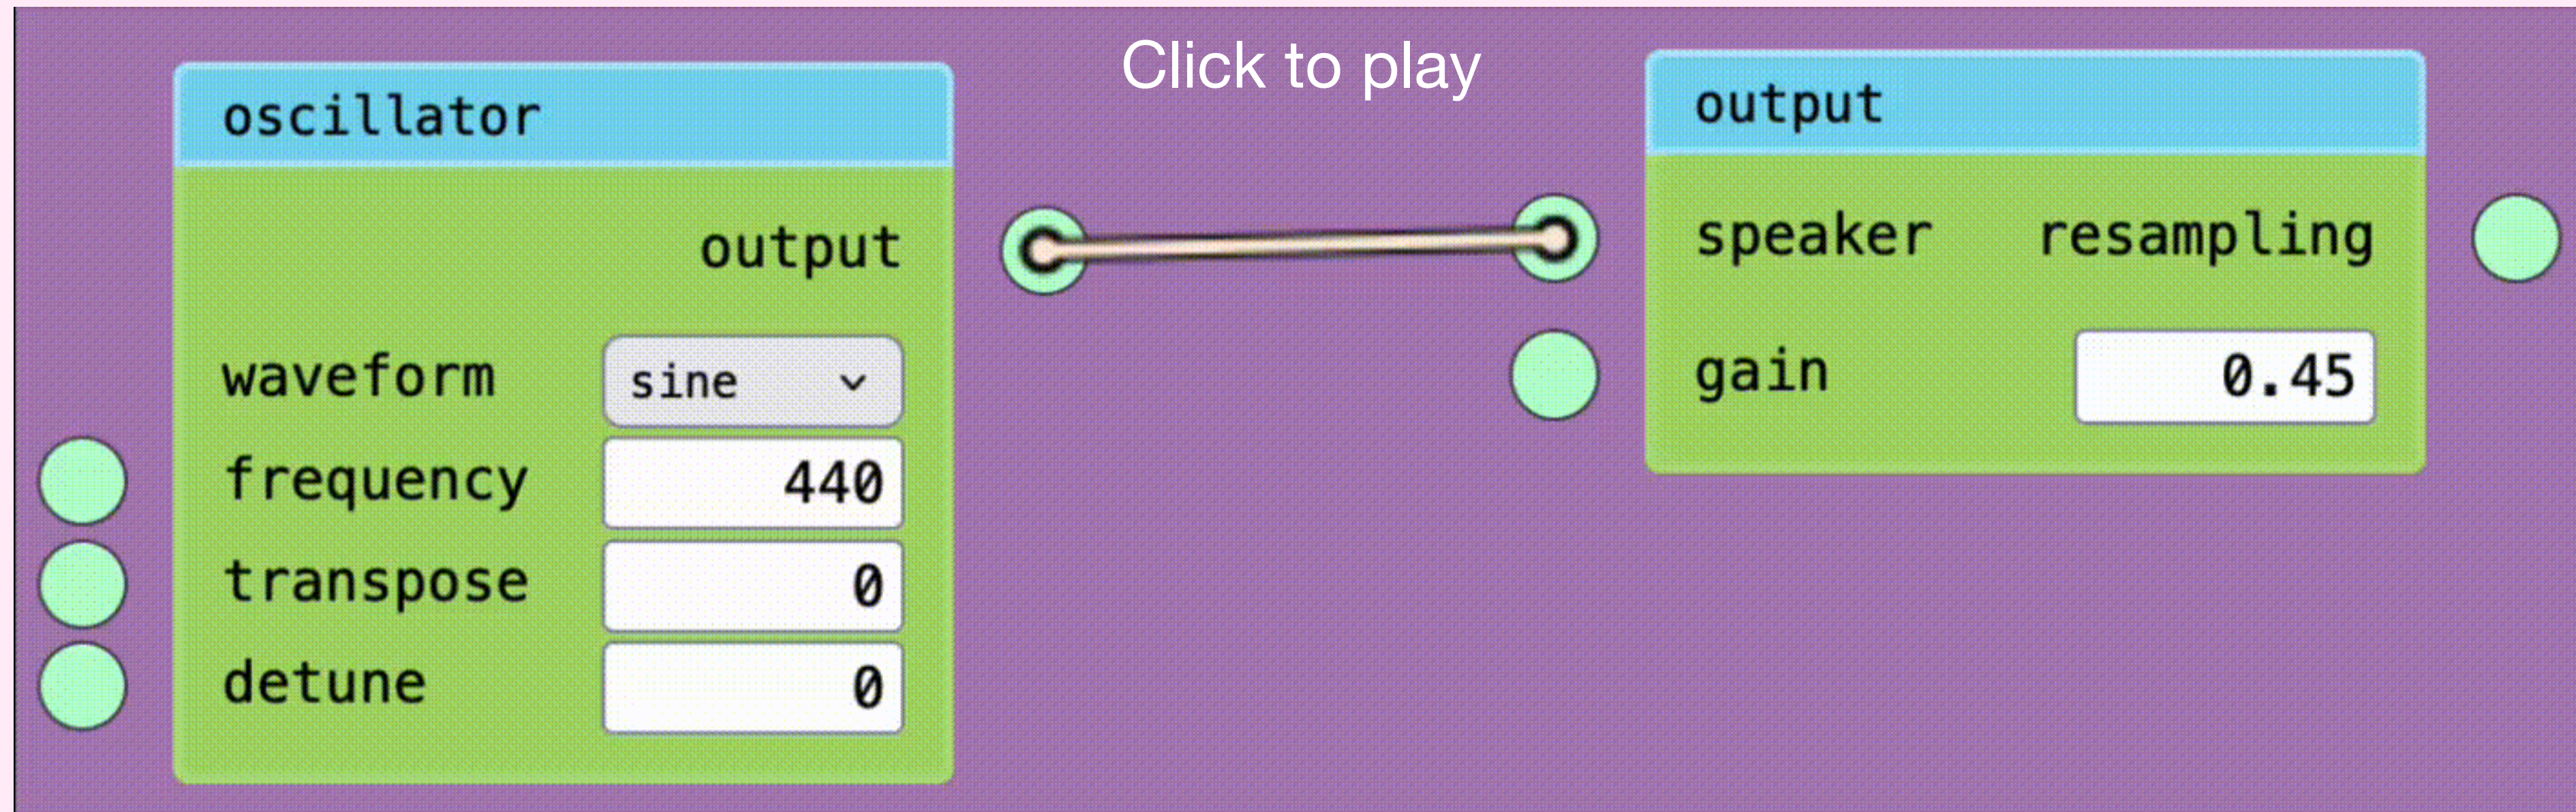 Click to play
oscillator
output
waveform sine
frequency 440
transpose 0
detune 0
output
speaker resampling
gain 0.45